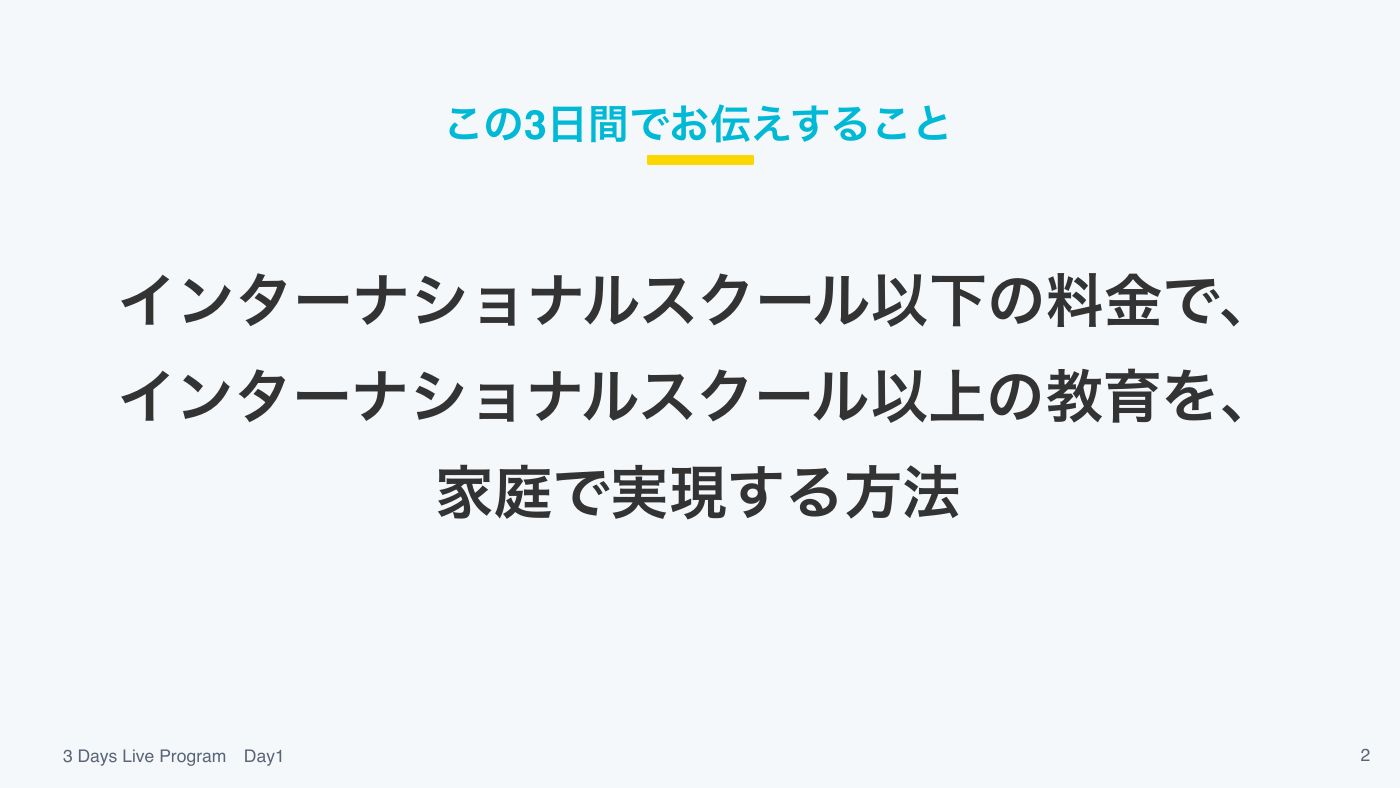 この3日間でお伝えすること
インターナショナルスクール以下の料金で、
インターナショナルスクール以上の教育を、
家庭で実現する方法
3 Days Live Program　Day1
2